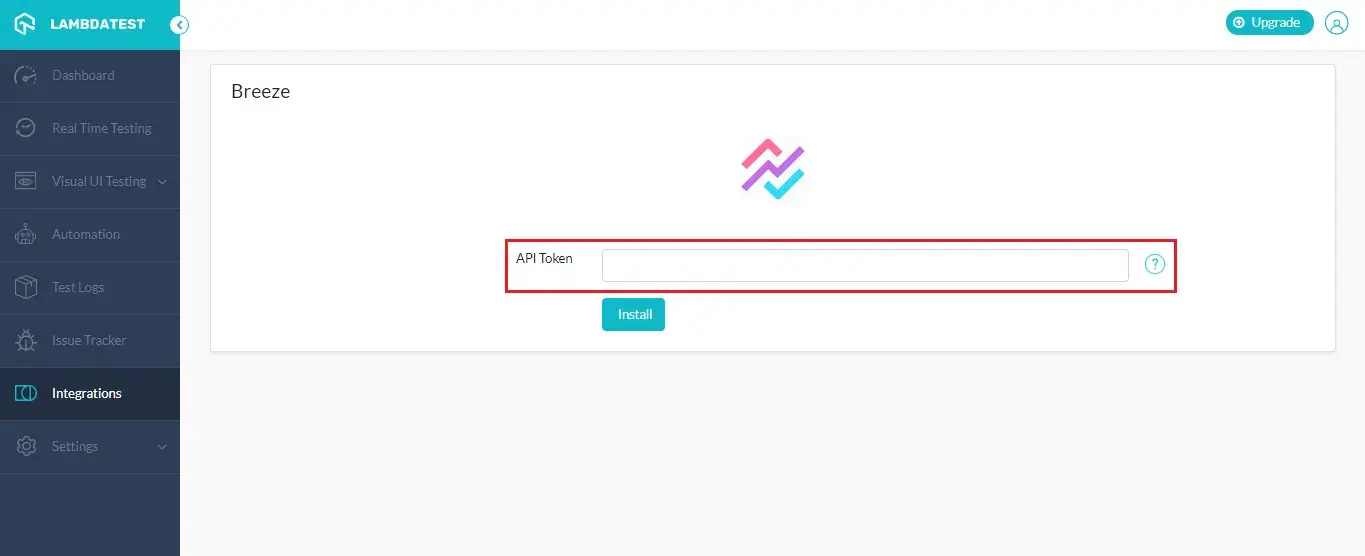 LAMBDATEST
Upgrade
Dashboard
Real Time Testing
Visual UI Testing
Automation
Test Logs
Issue Tracker
Integrations
Settings
Breeze
API Token
?
Install